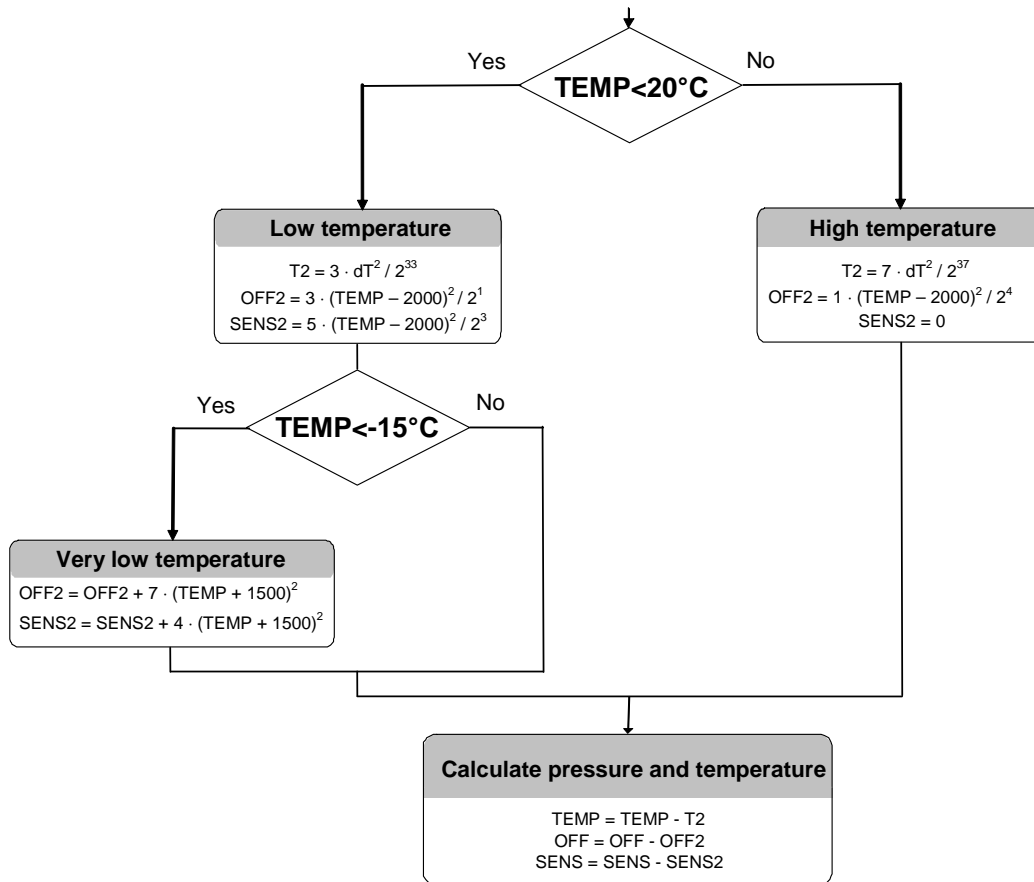 TEMP<20°C
Yes
No
Low temperature
T2 = 3 · dT² / 2³³
OFF2 = 3 · (TEMP – 2000)² / 2¹
SENS2 = 5 · (TEMP – 2000)² / 2³
High temperature
T2 = 7 · dT² / 2³⁷
OFF2 = 1 · (TEMP – 2000)² / 2⁴
SENS2 = 0
TEMP<-15°C
Yes
No
Very low temperature
OFF2 = OFF2 + 7 · (TEMP + 1500)²
SENS2 = SENS2 + 4 · (TEMP + 1500)²
Calculate pressure and temperature
TEMP = TEMP - T2
OFF = OFF - OFF2
SENS = SENS - SENS2